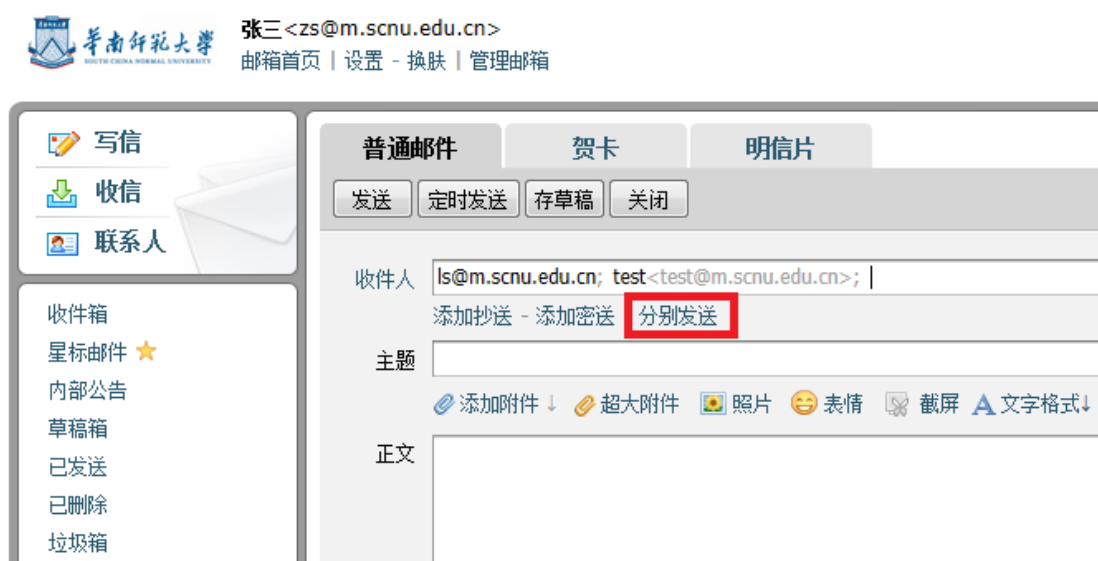 華南師範大學
SOUTH CHINA NORMAL UNIVERSITY
张三<zs@m.scnu.edu.cn>
邮箱首页 | 设置 - 换肤 | 管理邮箱
写信
收信
联系人
收件箱
星标邮件
内部公告
草稿箱
已发送
已删除
垃圾箱
普通邮件 贺卡 明信片
发送 定时发送 存草稿 关闭
收件人 ls@m.scnu.edu.cn; test<test@m.scnu.edu.cn>;
添加抄送 - 添加密送 分别发送
主题
添加附件↓ 超大附件 照片 表情 截屏 A 文字格式↓
正文